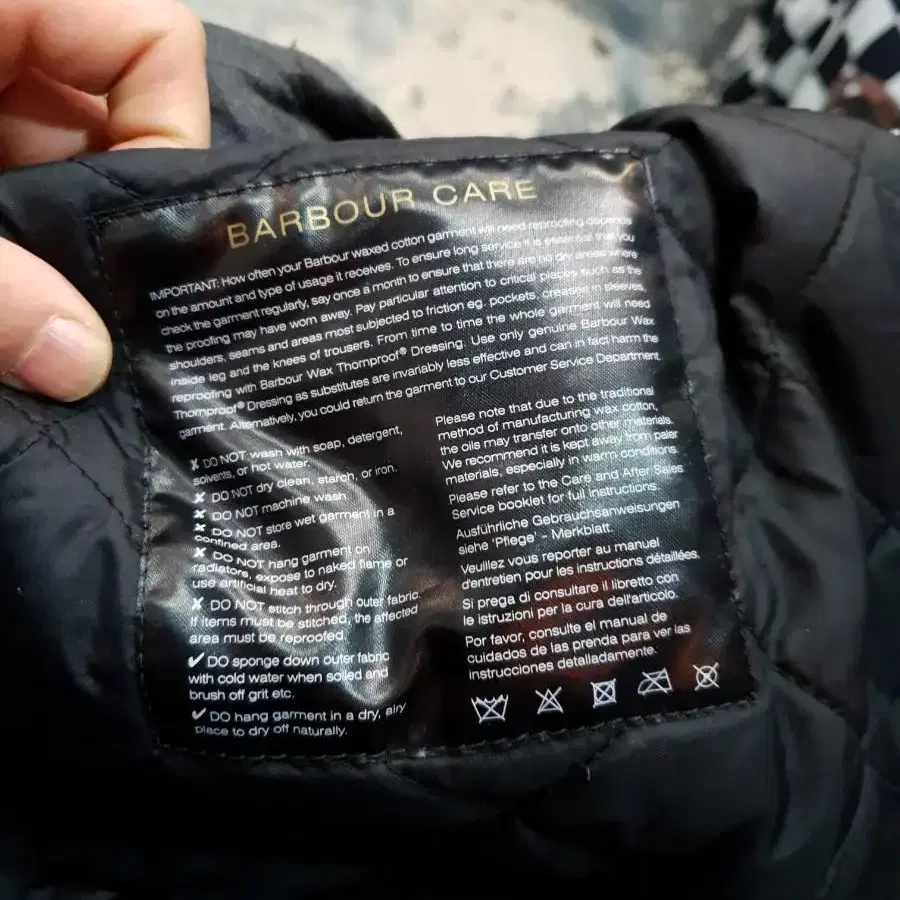 BARBOUR CARE
IMPORTANT: How often your Barbour waxed cotton garment will need reproofing depends
on the amount and type of usage it receives. To ensure long service it is essential that you
check the garment regularly, say once a month to ensure that there are no dry areas where
the proofing may have worn away. Pay particular attention to critical places such as the
shoulders, seams and areas most subjected to friction eg. pockets, creases in sleeves,
inside leg and the knees of trousers. From time to time the whole garment will need
reproofing with Barbour Wax Thornproof® Dressing. Use only genuine Barbour Wax
Thornproof® Dressing as substitutes are invariably less effective and can in fact harm the
garment. Alternatively, you could return the garment to our Customer Service Department.
✗ DO NOT wash with soap, detergent,
solvents, or hot water.
✗ DO NOT dry clean, starch, or iron.
✗ DO NOT machine wash
✗ DO NOT store wet garment in a
confined area.
✗ DO NOT hang garment on
radiators, expose to naked flame or
use artificial heat to dry.
✗ DO NOT stitch through outer fabric.
If items must be stitched, the affected
area must be reproofed.
✔ DO sponge down outer fabric
with cold water when soiled and
brush off grit etc.
✔ DO hang garment in a dry, airy
place to dry off naturally.
Please note that due to the traditional
method of manufacturing wax cotton,
the oils may transfer onto other materials.
We recommend it is kept away from paler
materials, especially in warm conditions.
Please refer to the Care and After Sales
Service booklet for full instructions.
Ausführliche Gebrauchsanweisungen
siehe 'Pflege' - Merkblatt.
Veuillez vous reporter au manuel
d'entretien pour les instructions détaillées.
Si prega di consultare il libretto con
le istruzioni per la cura dell'articolo.
Por favor, consulte el manual de
cuidados de las prenda para ver las
instrucciones detalladamente.